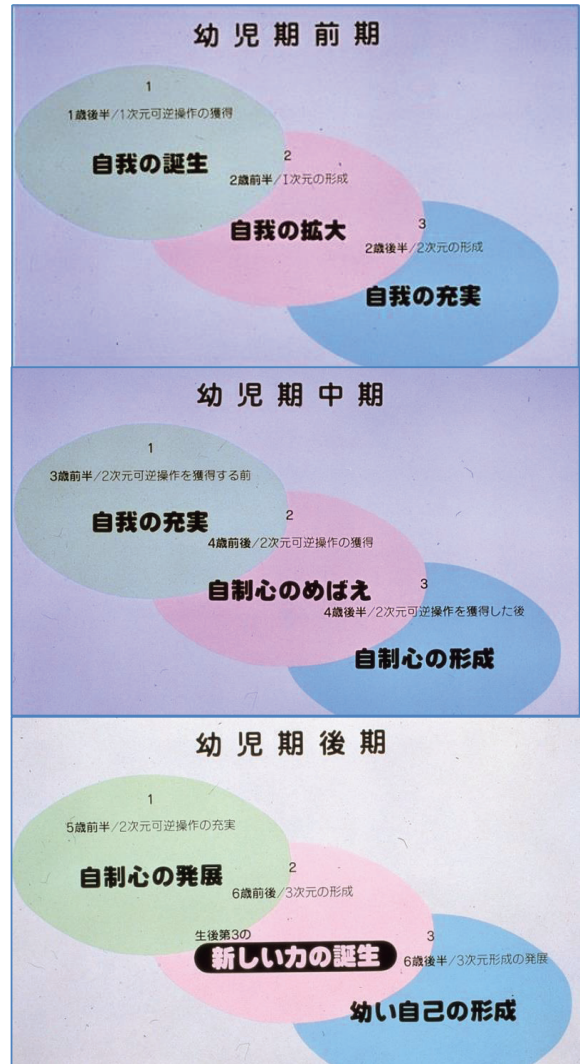 幼児期前期
1
1歳後半/1次元可逆操作の獲得
自我の誕生
2
2歳前半/1次元の形成
自我の拡大
3
2歳後半/2次元の形成
自我の充実
幼児期中期
1
3歳前半/2次元可逆操作を獲得する前
自我の充実
2
4歳前後/2次元可逆操作の獲得
自制心のめばえ
3
4歳後半/2次元可逆操作を獲得した後
自制心の形成
幼児期後期
1
5歳前半/2次元可逆操作の充実
自制心の発展
2
6歳前後/3次元の形成
生後第3の
新しい力の誕生
3
6歳後半/3次元形成の発展
幼い自己の形成